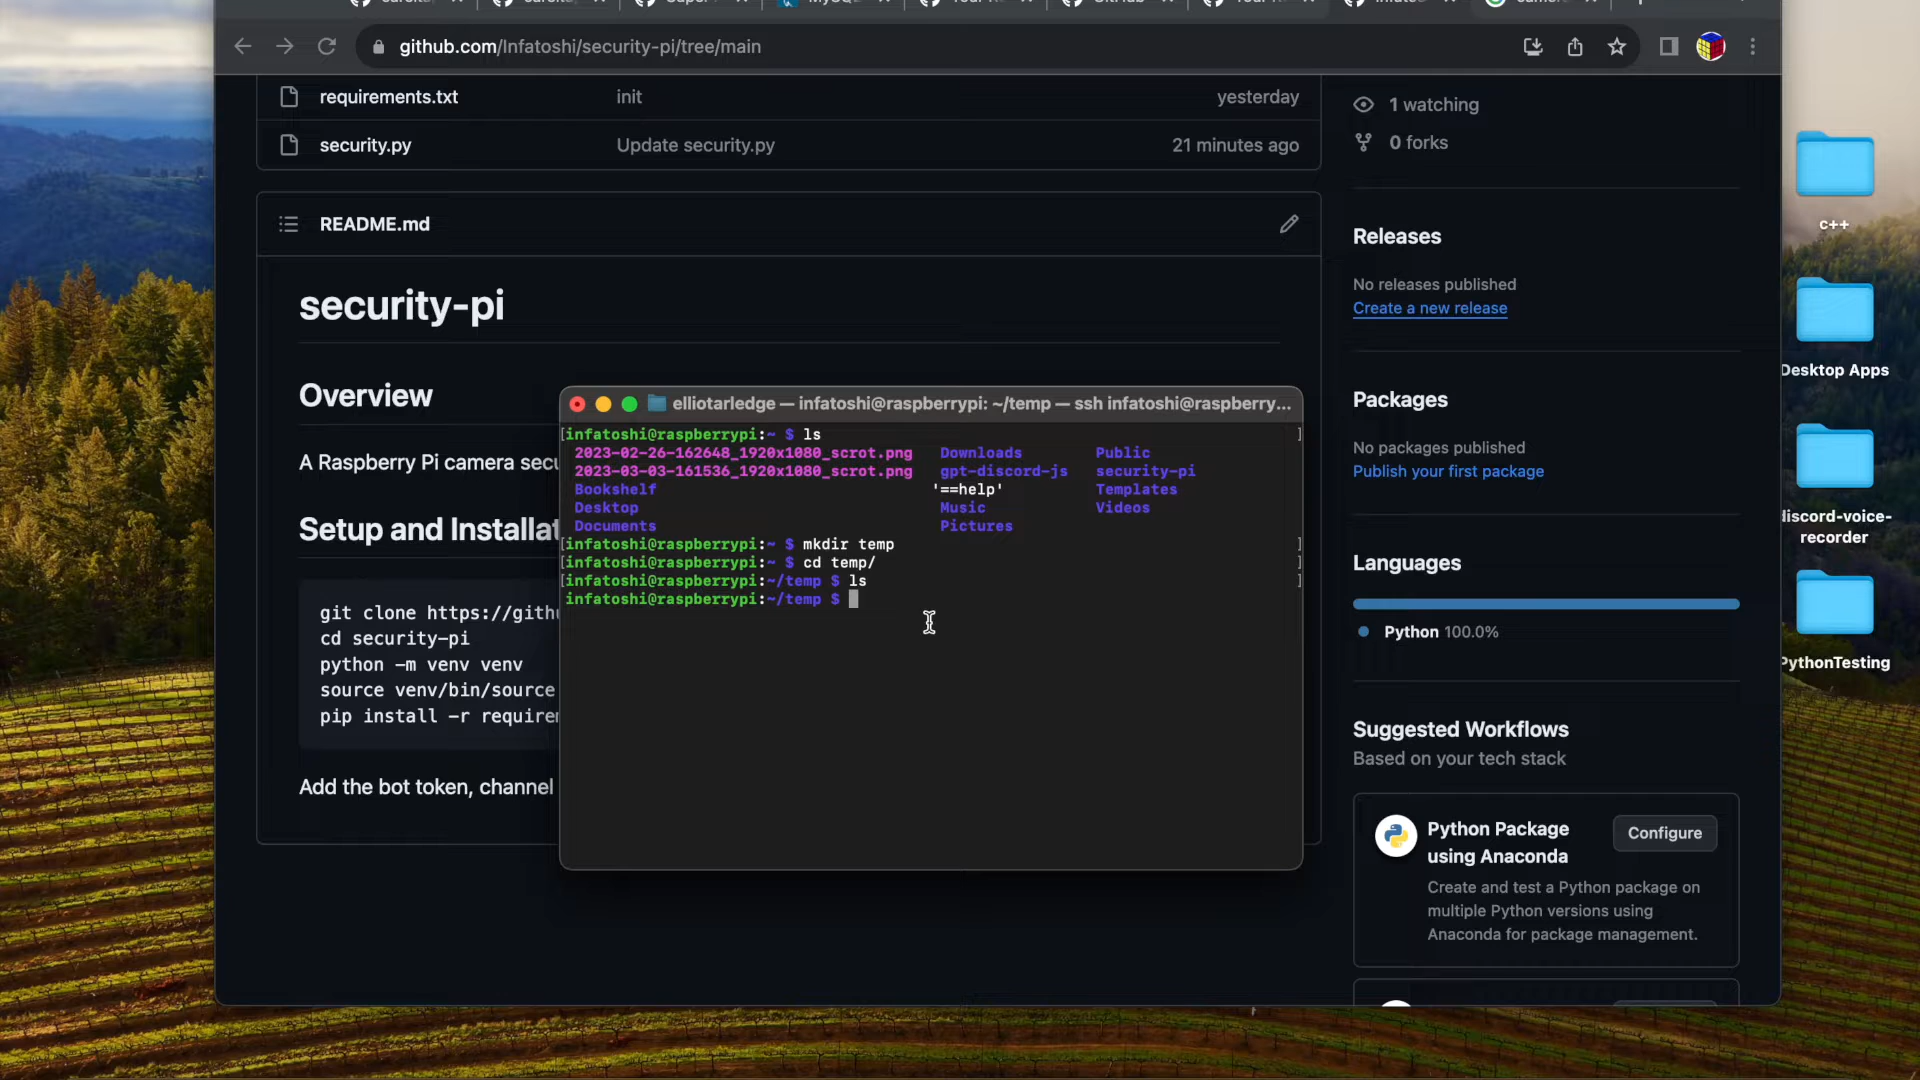 github.com/Infatoshi/security-pi/tree/main
requirements.txt init yesterday
security.py Update security.py 21 minutes ago
README.md
security-pi
Overview
A Raspberry Pi camera secu
Setup and Installat
git clone https://gith
cd security-pi
python -m venv venv
source venv/bin/source
pip install -r require
Add the bot token, channel
elliotarledge — infatoshi@raspberrypi: ~/temp — ssh infatoshi@raspberry...
[infatoshi@raspberrypi:~ $ ls ]
2023-02-26-162648_1920x1080_scrot.png Downloads Public
2023-03-03-161536_1920x1080_scrot.png gpt-discord-js security-pi
Bookshelf '==help' Templates
Desktop Music Videos
Documents Pictures
[infatoshi@raspberrypi:~ $ mkdir temp ]
[infatoshi@raspberrypi:~ $ cd temp/ ]
[infatoshi@raspberrypi:~/temp $ ls ]
infatoshi@raspberrypi:~/temp $
1 watching
0 forks
Releases
No releases published
Create a new release
Packages
No packages published
Publish your first package
Languages
Python 100.0%
Suggested Workflows
Based on your tech stack
Python Package
using Anaconda
Configure
Create and test a Python package on
multiple Python versions using
Anaconda for package management.
c++
Desktop Apps
discord-voice-
recorder
PythonTesting